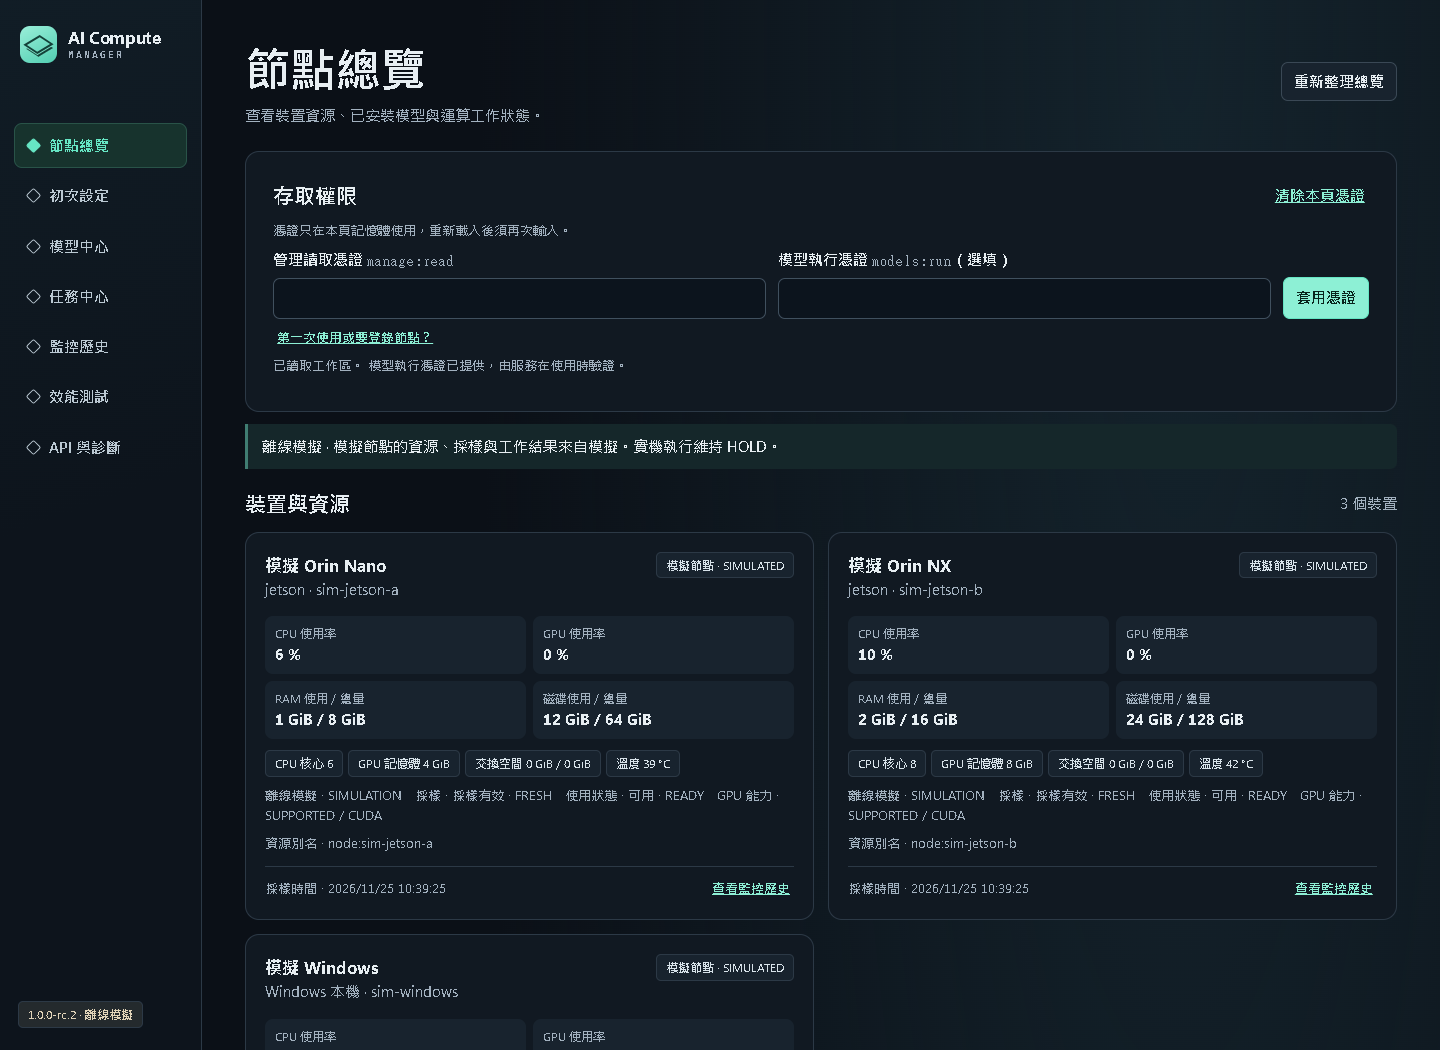 AI Compute
MANAGER
節點總覽
初次設定
模型中心
任務中心
監控歷史
效能測試
API 與診斷
1.0.0-rc.2 · 離線模擬
節點總覽
查看裝置資源、已安裝模型與運算工作狀態。
重新整理總覽
存取權限
清除本頁憑證
憑證只在本頁記憶體使用，重新載入後須再次輸入。
管理讀取憑證 manage:read
模型執行憑證 models:run（選填）
套用憑證
第一次使用或要登錄節點？
已讀取工作區。 模型執行憑證已提供，由服務在使用時驗證。
離線模擬 · 模擬節點的資源、採樣與工作結果來自模擬。實機執行維持 HOLD。
裝置與資源
3 個裝置
模擬 Orin Nano
模擬節點 · SIMULATED
jetson · sim-jetson-a
CPU 使用率
6 %
GPU 使用率
0 %
RAM 使用 / 總量
1 GiB / 8 GiB
磁碟使用 / 總量
12 GiB / 64 GiB
CPU 核心 6
GPU 記憶體 4 GiB
交換空間 0 GiB / 0 GiB
溫度 39 °C
離線模擬 · SIMULATION 採樣 · 採樣有效 · FRESH 使用狀態 · 可用 · READY GPU 能力 ·
SUPPORTED / CUDA
資源別名 · node:sim-jetson-a
採樣時間 · 2026/11/25 10:39:25
查看監控歷史
模擬 Orin NX
模擬節點 · SIMULATED
jetson · sim-jetson-b
CPU 使用率
10 %
GPU 使用率
0 %
RAM 使用 / 總量
2 GiB / 16 GiB
磁碟使用 / 總量
24 GiB / 128 GiB
CPU 核心 8
GPU 記憶體 8 GiB
交換空間 0 GiB / 0 GiB
溫度 42 °C
離線模擬 · SIMULATION 採樣 · 採樣有效 · FRESH 使用狀態 · 可用 · READY GPU 能力 ·
SUPPORTED / CUDA
資源別名 · node:sim-jetson-b
採樣時間 · 2026/11/25 10:39:25
查看監控歷史
模擬 Windows
模擬節點 · SIMULATED
Windows 本機 · sim-windows
CPU 使用率
GPU 使用率